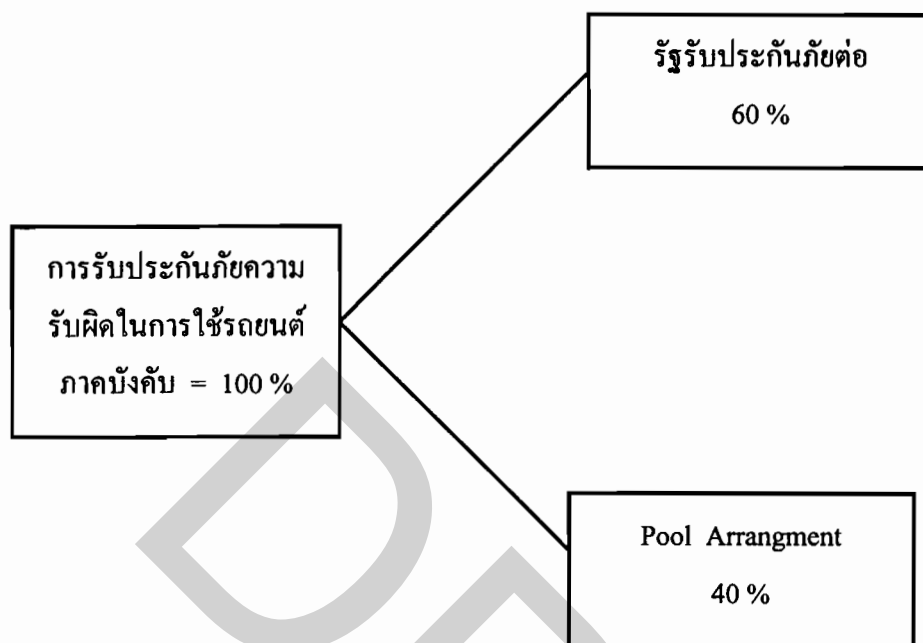 รัฐรับประกันภัยต่อ
60 %
การรับประกันภัยความ
รับผิดในการใช้รถยนต์
ภาคบังคับ = 100 %
Pool Arrangment
40 %